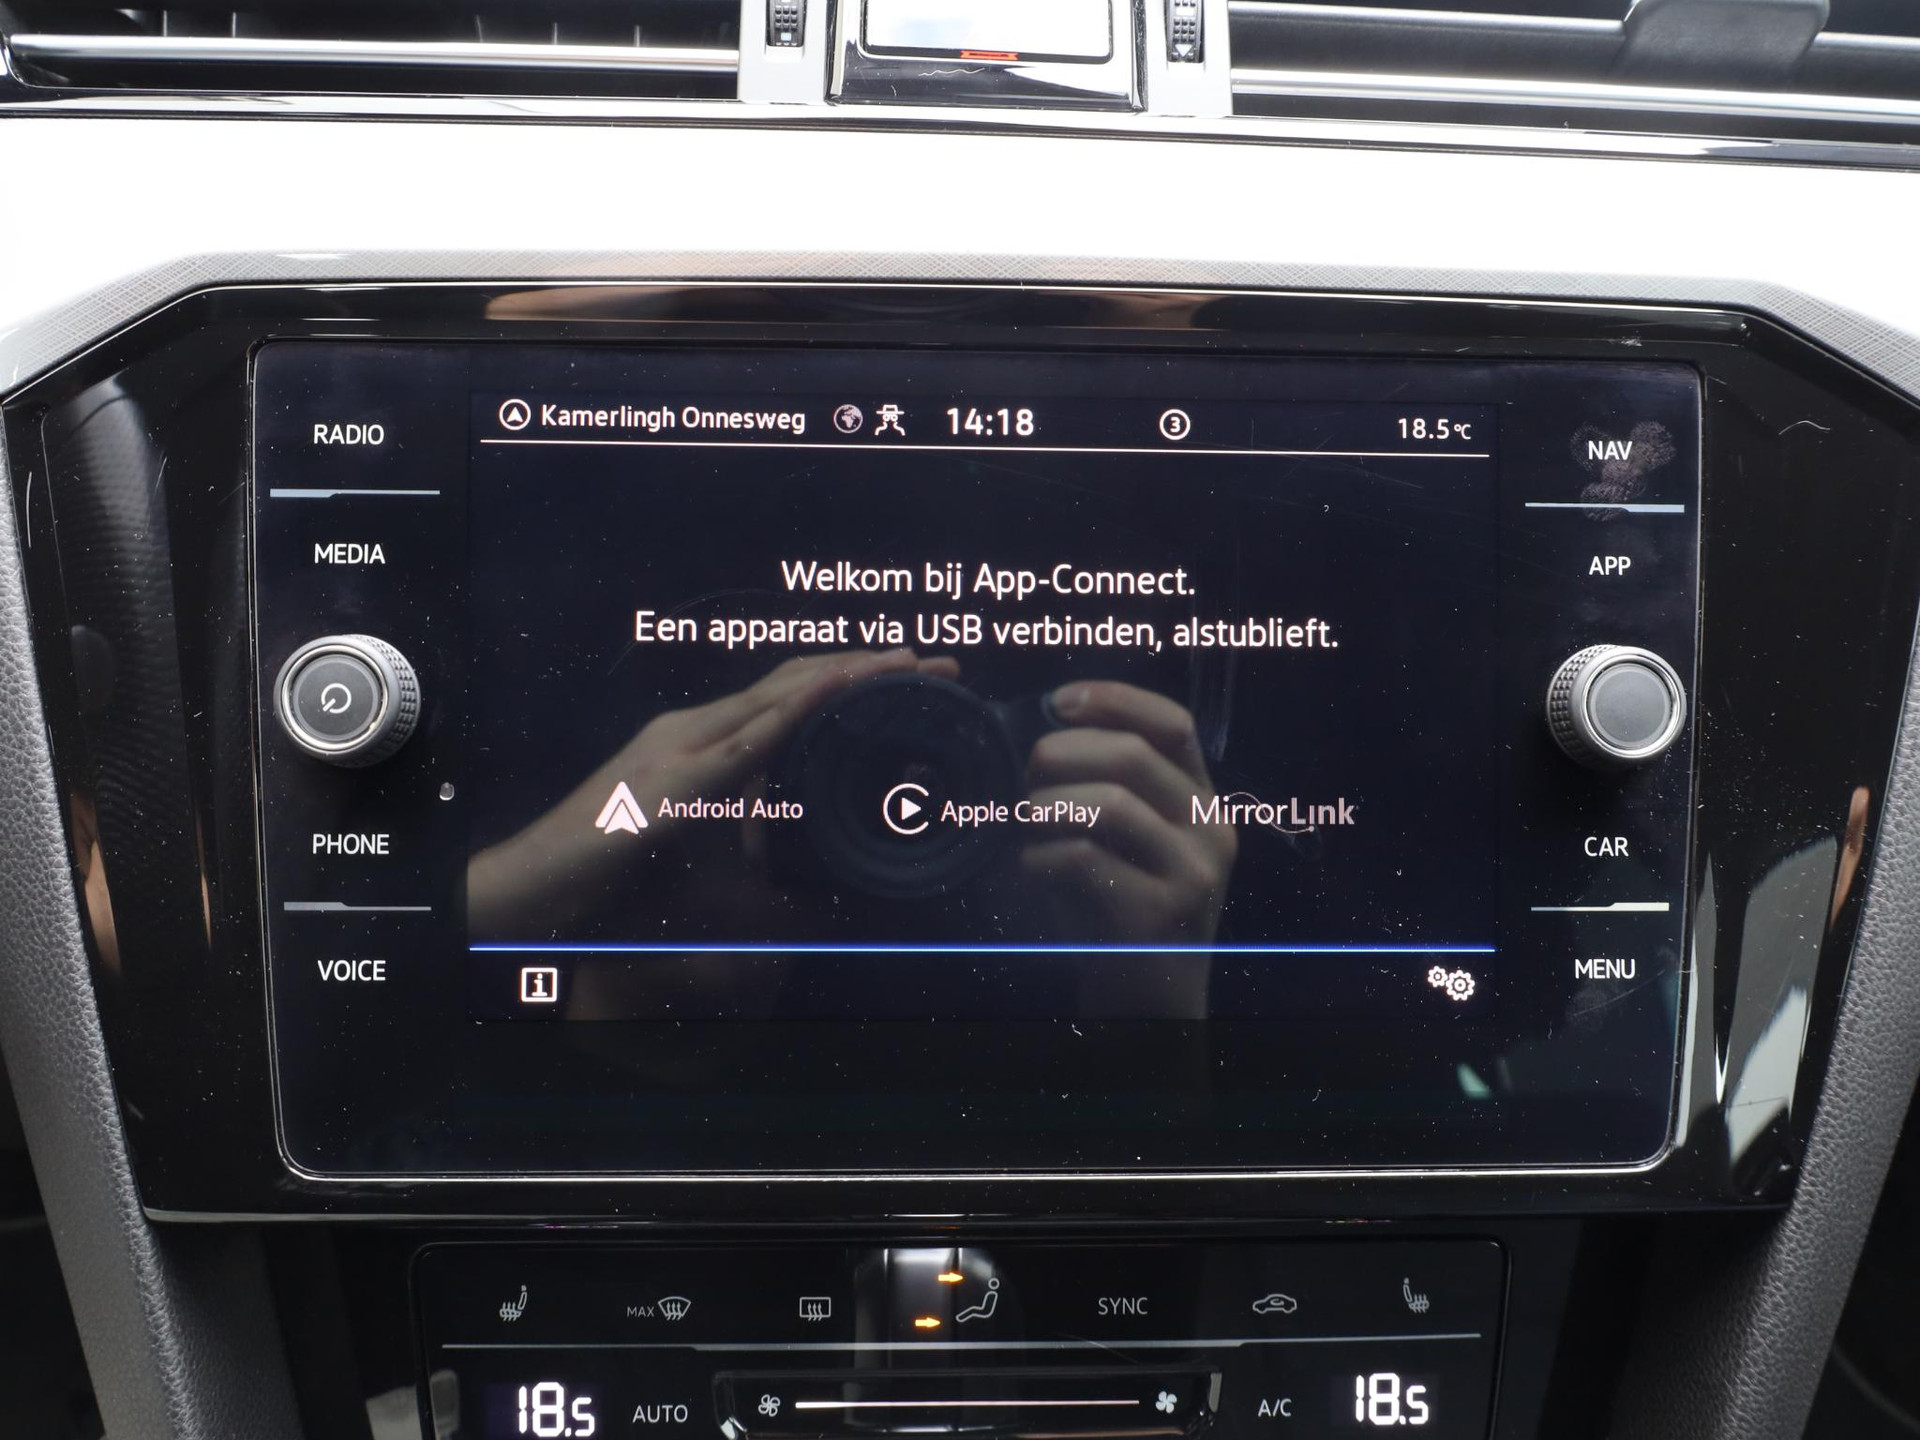 Kamerlingh Onnesweg 14:18 3 18.5°C
RADIO
MEDIA
PHONE
VOICE
Welkom bij App-Connect.
Een apparaat via USB verbinden, alstublieft.
Android Auto
Apple CarPlay
MirrorLink
i
NAV
APP
CAR
MENU
MAX
SYNC
18.5
AUTO
A/C
18.5